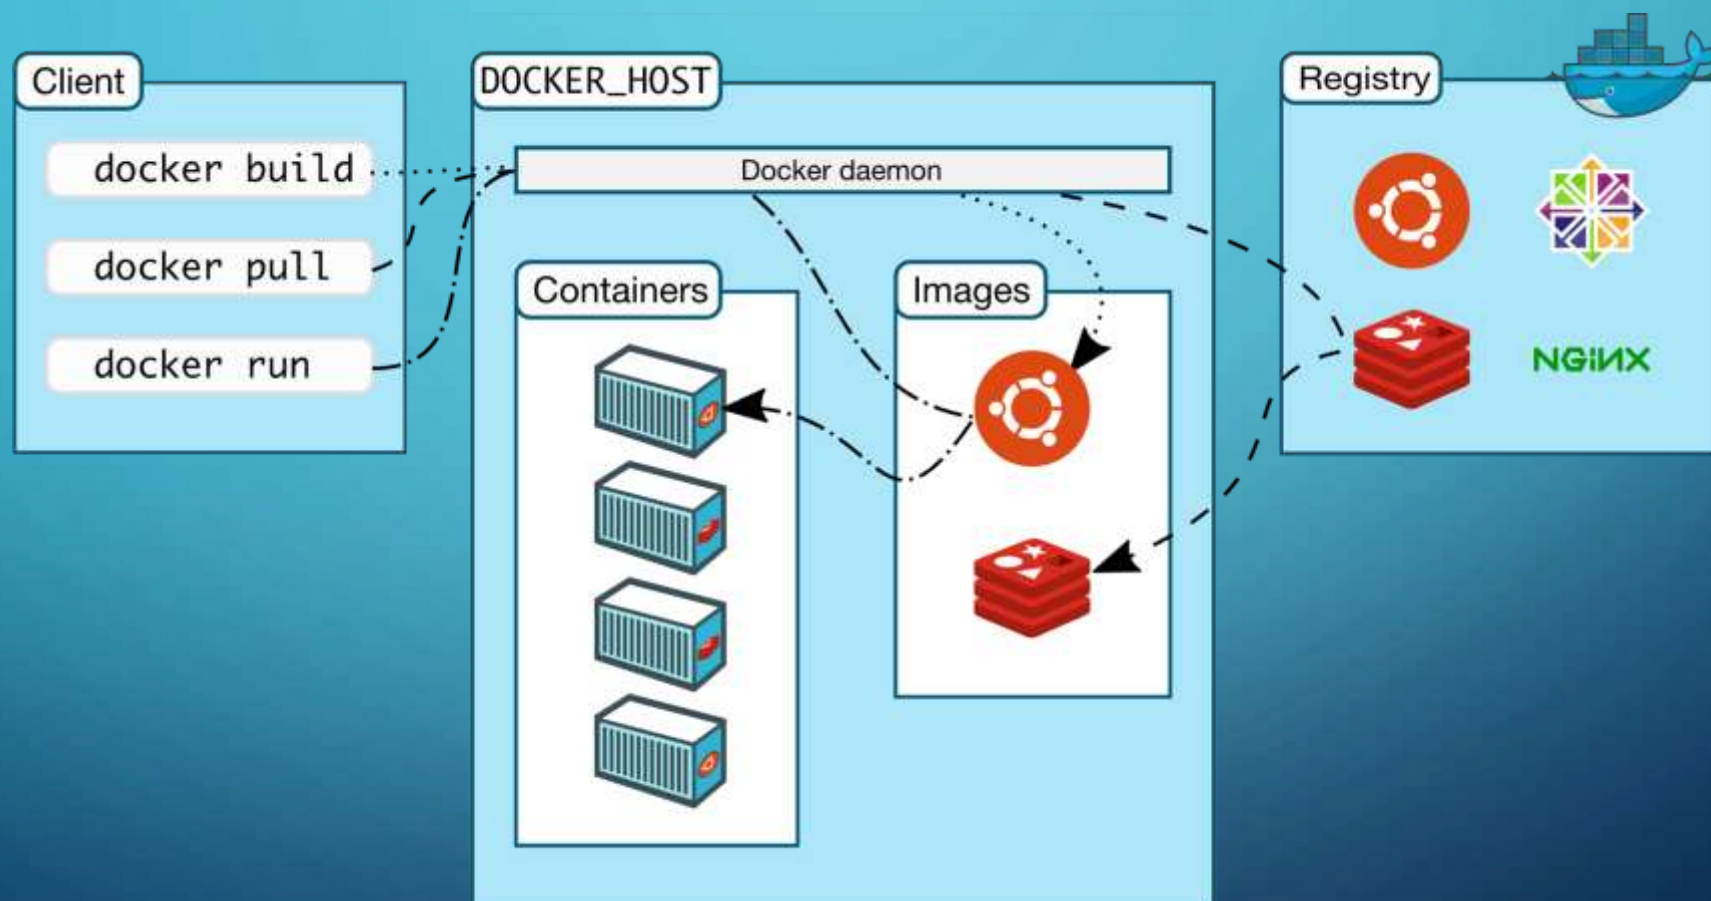 Client
docker build
docker pull
docker run
DOCKER_HOST
Docker daemon
Containers
Images
Registry
NGiNX